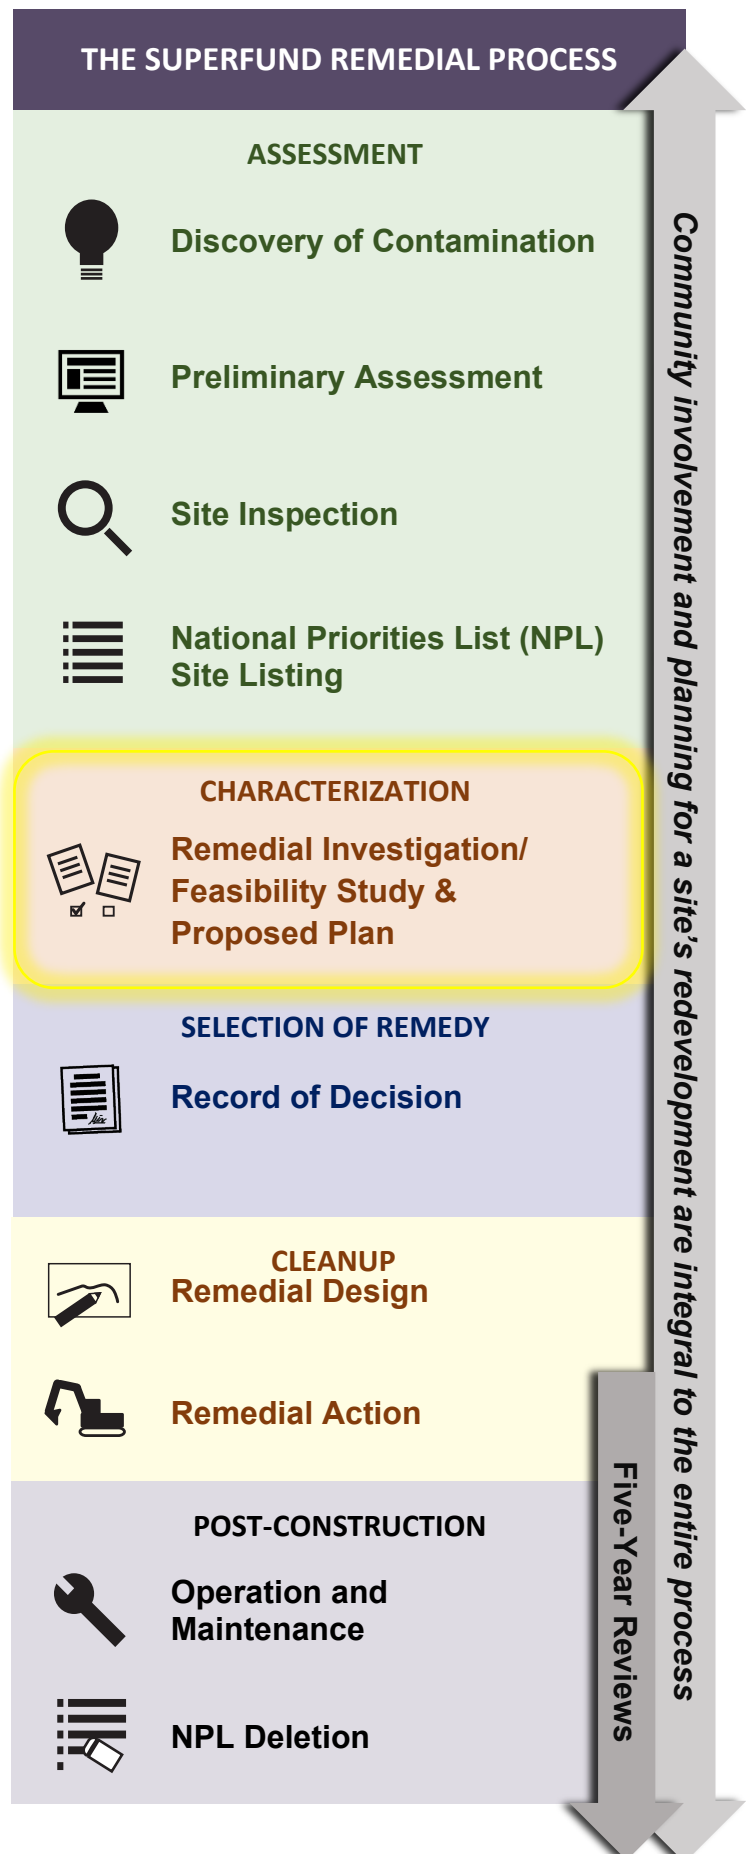 THE SUPERFUND REMEDIAL PROCESS
ASSESSMENT
Discovery of Contamination
Preliminary Assessment
Site Inspection
National Priorities List (NPL)
Site Listing
CHARACTERIZATION
Remedial Investigation/
Feasibility Study &
Proposed Plan
SELECTION OF REMEDY
Record of Decision
CLEANUP
Remedial Design
Remedial Action
POST-CONSTRUCTION
Operation and
Maintenance
NPL Deletion
Five-Year Reviews
Community involvement and planning for a site’s redevelopment are integral to the entire process